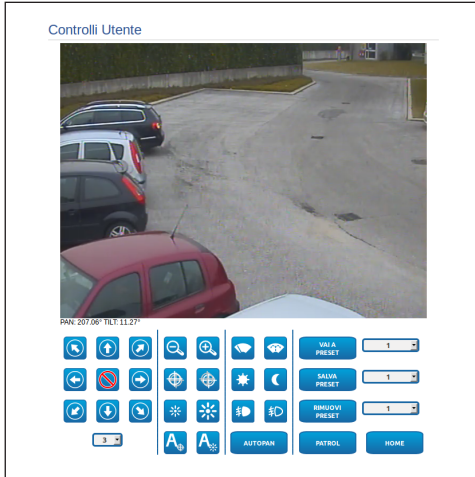 Controlli Utente
PAN: 207.06° TILT: 11.27°
VAI A
PRESET
1
SALVA
PRESET
1
RIMUOVI
PRESET
1
3
A
A
AUTOPAN
PATROL
HOME